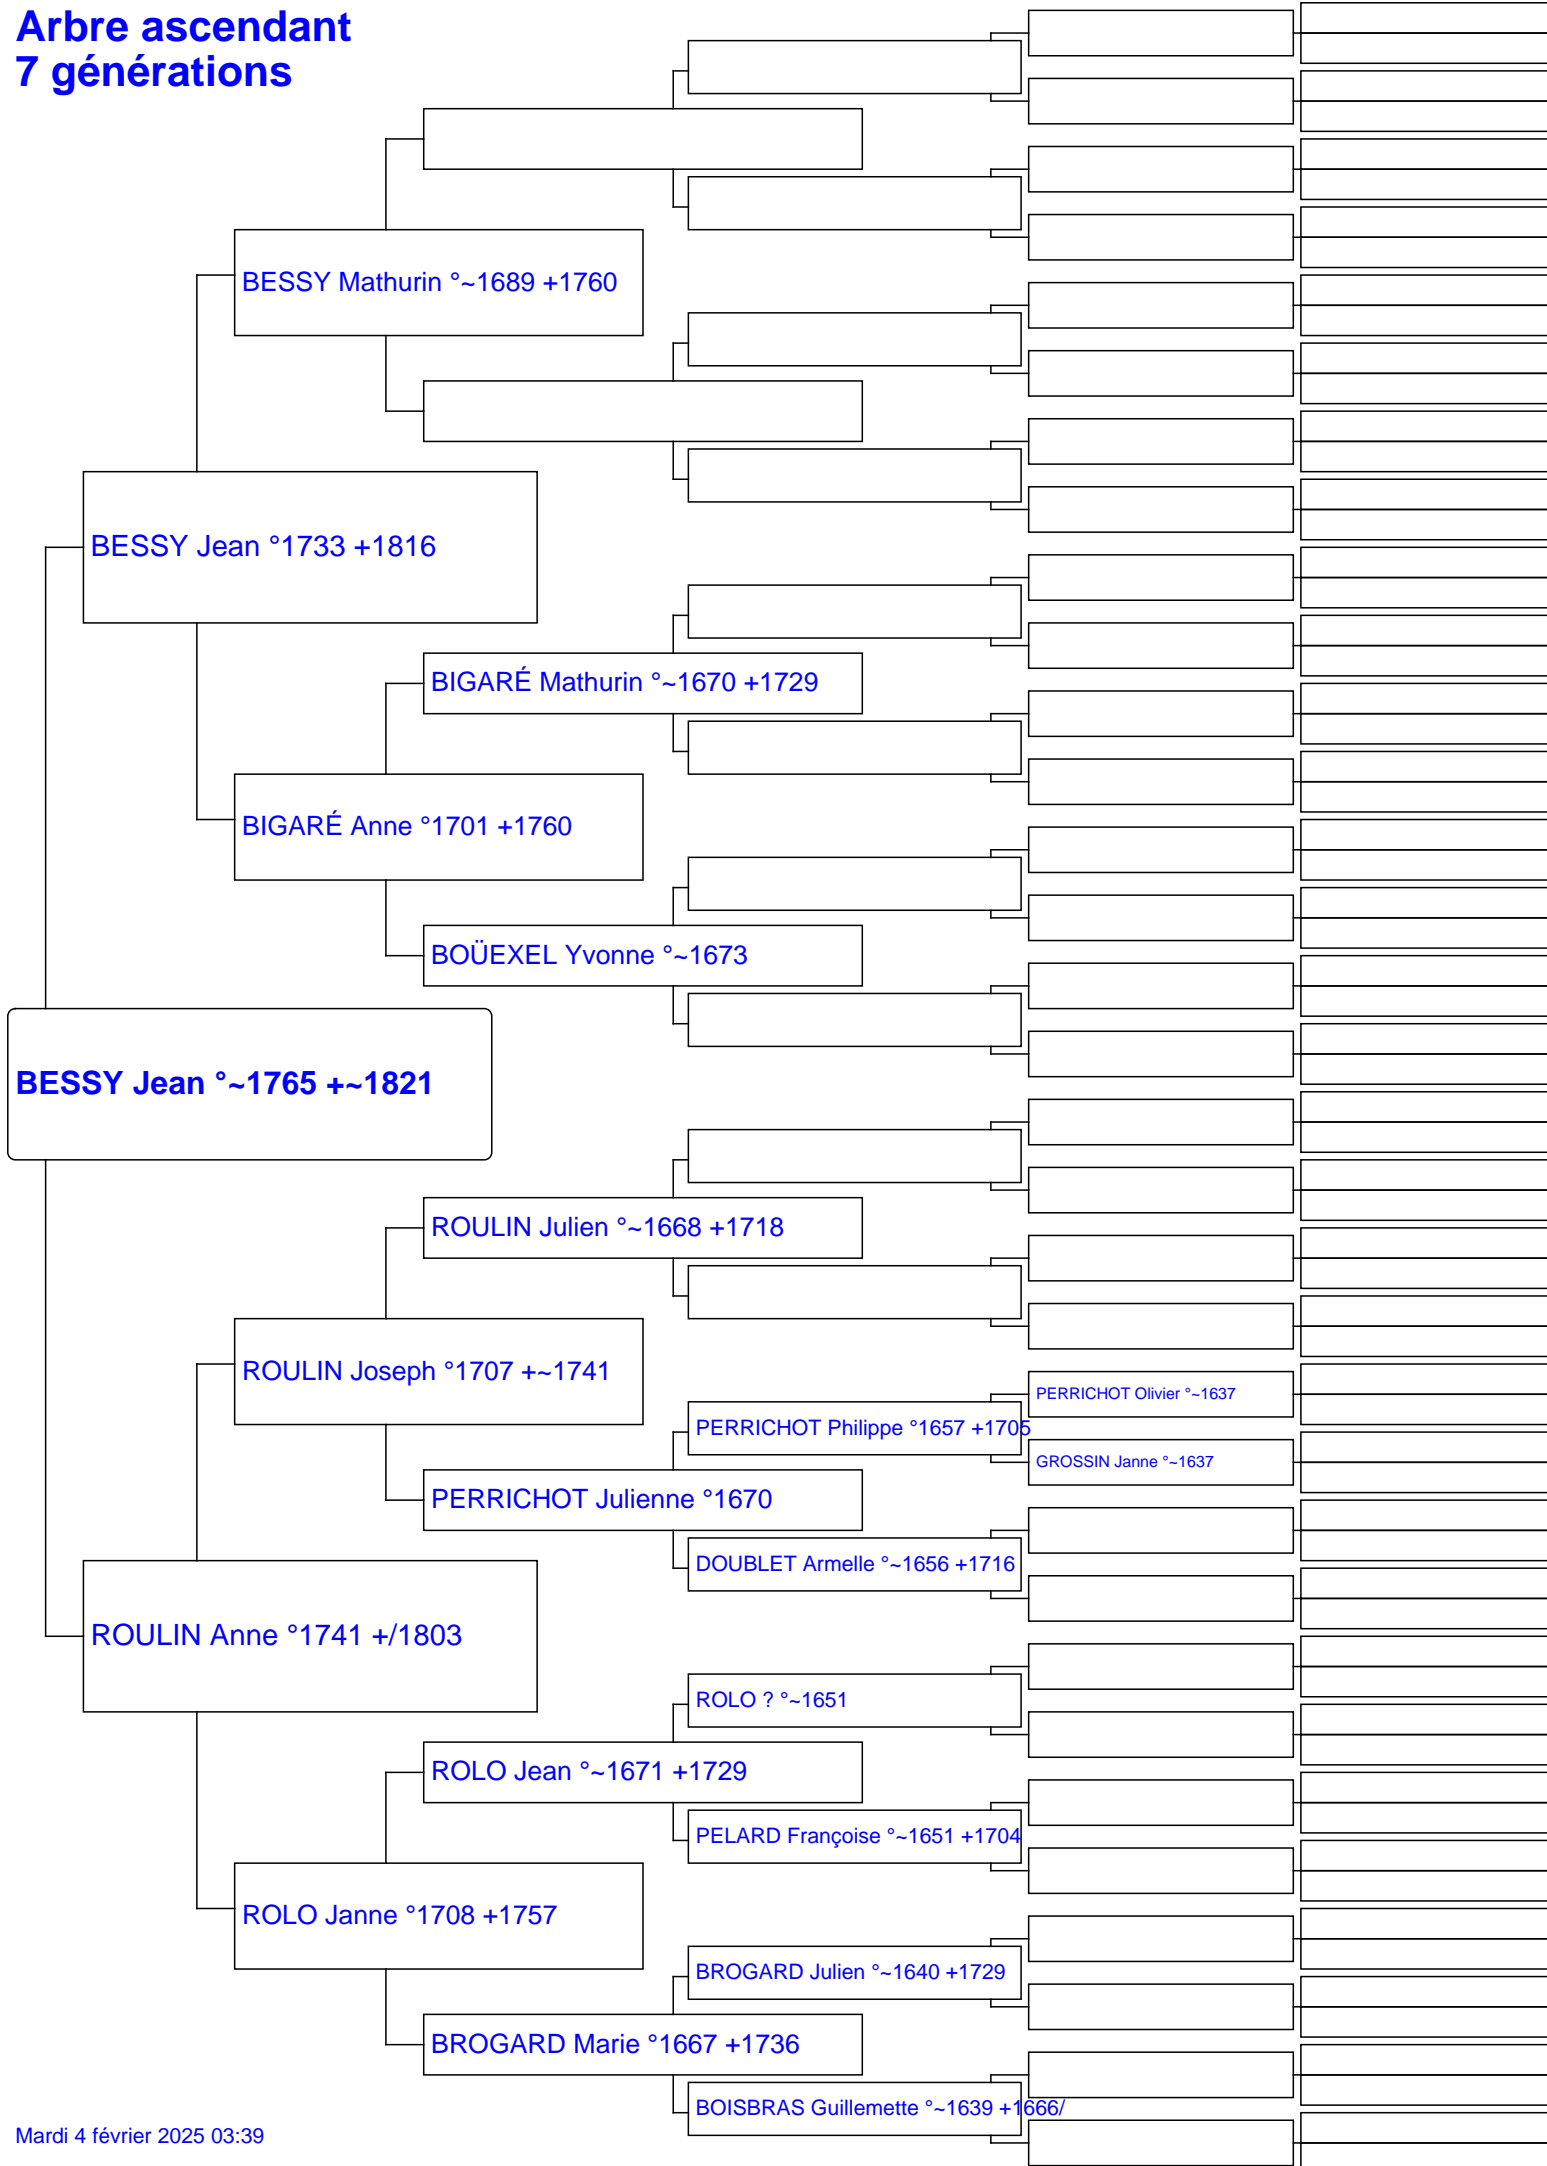 Arbre ascendant
7 générations
BESSY Mathurin °~1689 +1760
BESSY Jean °1733 +1816
BIGARÉ Mathurin °~1670 +1729
BIGARÉ Anne °1701 +1760
BOÜEXEL Yvonne °~1673
BESSY Jean °~1765 +~1821
ROULIN Julien °~1668 +1718
ROULIN Joseph °1707 +~1741
PERRICHOT Olivier °~1637
PERRICHOT Philippe °1657 +1705
GROSSIN Janne °~1637
PERRICHOT Julienne °1670
DOUBLET Armelle °~1656 +1716
ROULIN Anne °1741 +/1803
ROLO ? °~1651
ROLO Jean °~1671 +1729
PELARD Françoise °~1651 +1704
ROLO Janne °1708 +1757
BROGARD Julien °~1640 +1729
BROGARD Marie °1667 +1736
BOISBRAS Guillemette °~1639 +1666/
Mardi 4 février 2025 03:39